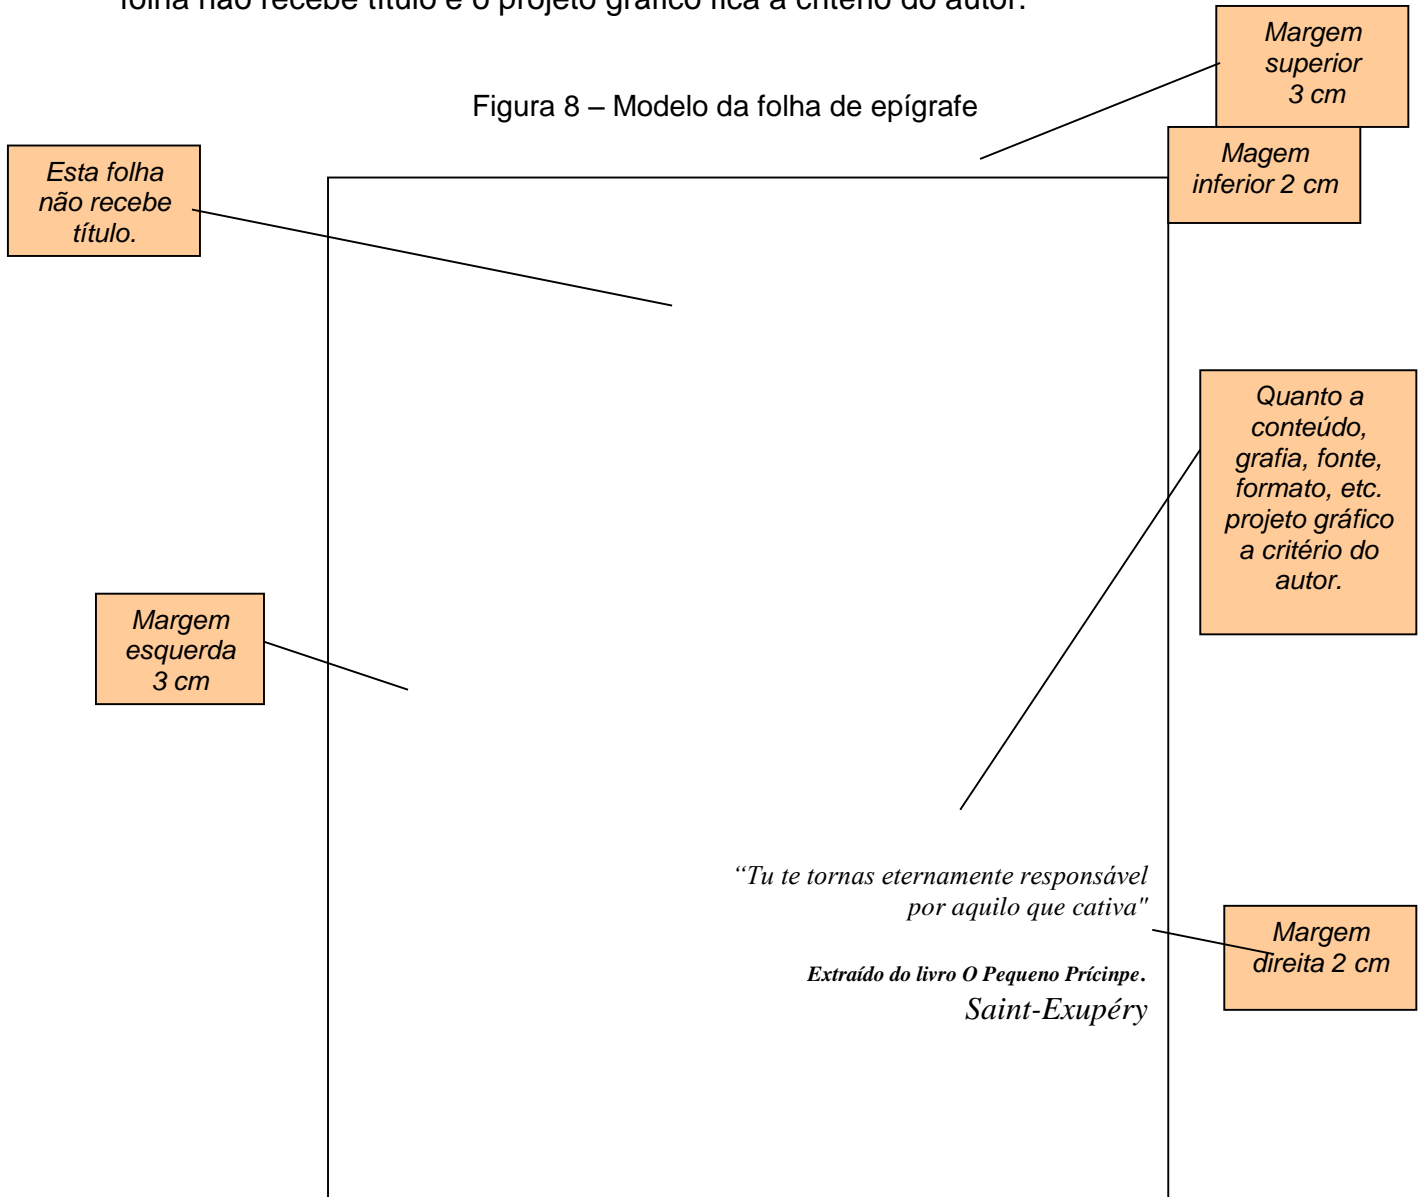 folha não recebe título e o projeto gráfico fica a critério do autor.
Margem
superior
3 cm
Figura 8 – Modelo da folha de epígrafe
Magem
inferior 2 cm
Esta folha
não recebe
título.
Quanto a
conteúdo,
grafia, fonte,
formato, etc.
projeto gráfico
a critério do
autor.
Margem
esquerda
3 cm
“Tu te tornas eternamente responsável
por aquilo que cativa"
Margem
direita 2 cm
Extraído do livro O Pequeno Prícinpe.
Saint-Exupéry